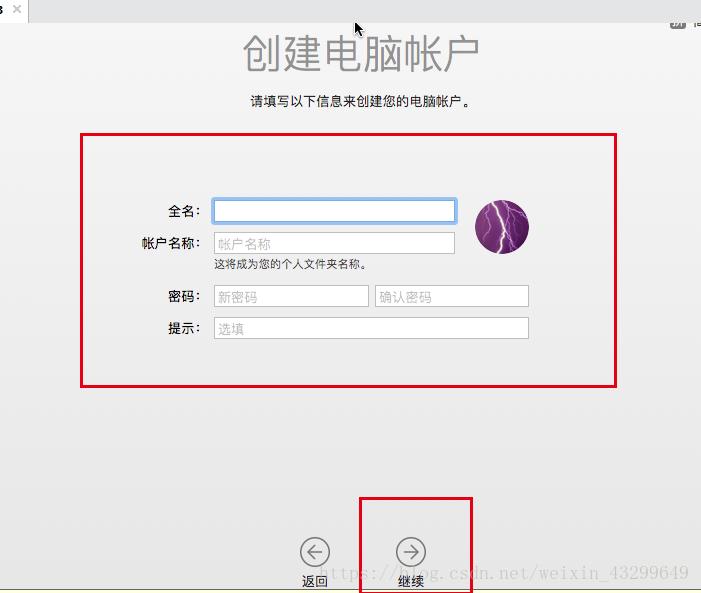 创建电脑帐户
请填写以下信息来创建您的电脑帐户。
全名：
帐户名称： 帐户名称
这将成为您的个人文件夹名称。
密码： 新密码 确认密码
提示： 选填
返回 继续
https://blog.csdn.net/weixin_43299649